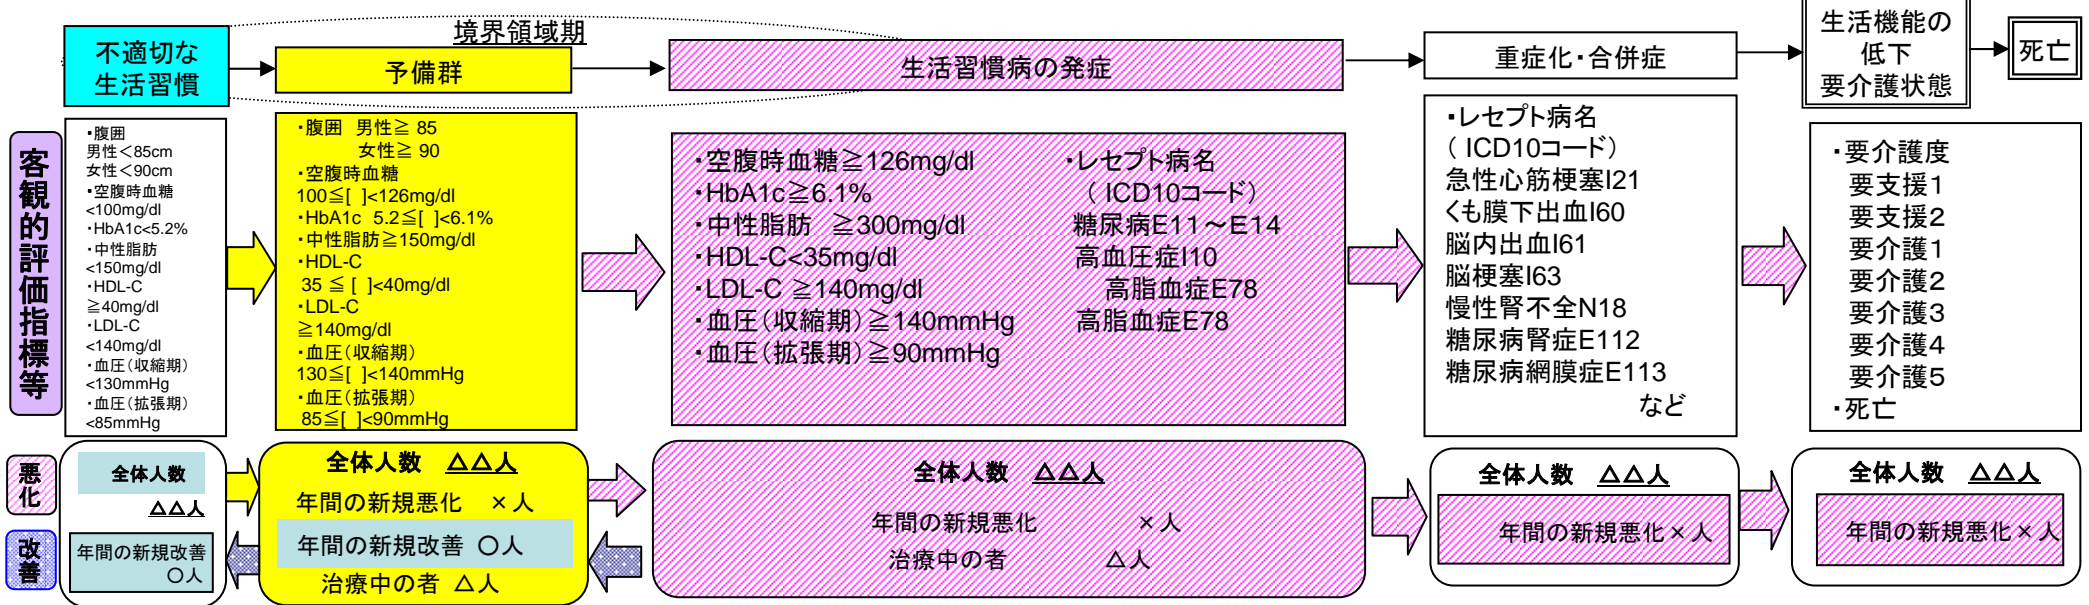 境界領域期
不適切な
生活習慣
予備群
生活習慣病の発症
重症化・合併症
生活機能の
低下
要介護状態
死亡
客観的評価指標等
・腹囲
男性＜85cm
女性＜90cm
・空腹時血糖
<100mg/dl
・HbA1c<5.2%
・中性脂肪
<150mg/dl
・HDL-C
≧40mg/dl
・LDL-C
<140mg/dl
・血圧（収縮期）
<130mmHg
・血圧（拡張期）
<85mmHg
・腹囲 男性≧ 85
女性≧ 90
・空腹時血糖
100≦[ ]<126mg/dl
・HbA1c 5.2≦[ ]<6.1%
・中性脂肪≧150mg/dl
・HDL-C
35 ≦ [ ]<40mg/dl
・LDL-C
≧140mg/dl
・血圧（収縮期）
130≦[ ]<140mmHg
・血圧（拡張期）
85≦[ ]<90mmHg
・空腹時血糖≧126mg/dl
・HbA1c≧6.1%
・中性脂肪 ≧300mg/dl
・HDL-C<35mg/dl
・LDL-C ≧140mg/dl
・血圧（収縮期）≧140mmHg
・血圧（拡張期）≧90mmHg
・レセプト病名
（ ICD10コード）
糖尿病E11～E14
高血圧症I10
高脂血症E78
高脂血症E78
・レセプト病名
（ ICD10コード）
急性心筋梗塞I21
くも膜下出血I60
脳内出血I61
脳梗塞I63
慢性腎不全N18
糖尿病腎症E112
糖尿病網膜症E113
など
・要介護度
要支援1
要支援2
要介護1
要介護2
要介護3
要介護4
要介護5
・死亡
悪化
改善
全体人数
△△人
年間の新規改善
〇人
全体人数 △△人
年間の新規悪化 ×人
年間の新規改善 〇人
治療中の者 △人
全体人数 △△人
年間の新規悪化 ×人
治療中の者 △人
全体人数 △△人
年間の新規悪化×人
全体人数 △△人
年間の新規悪化×人